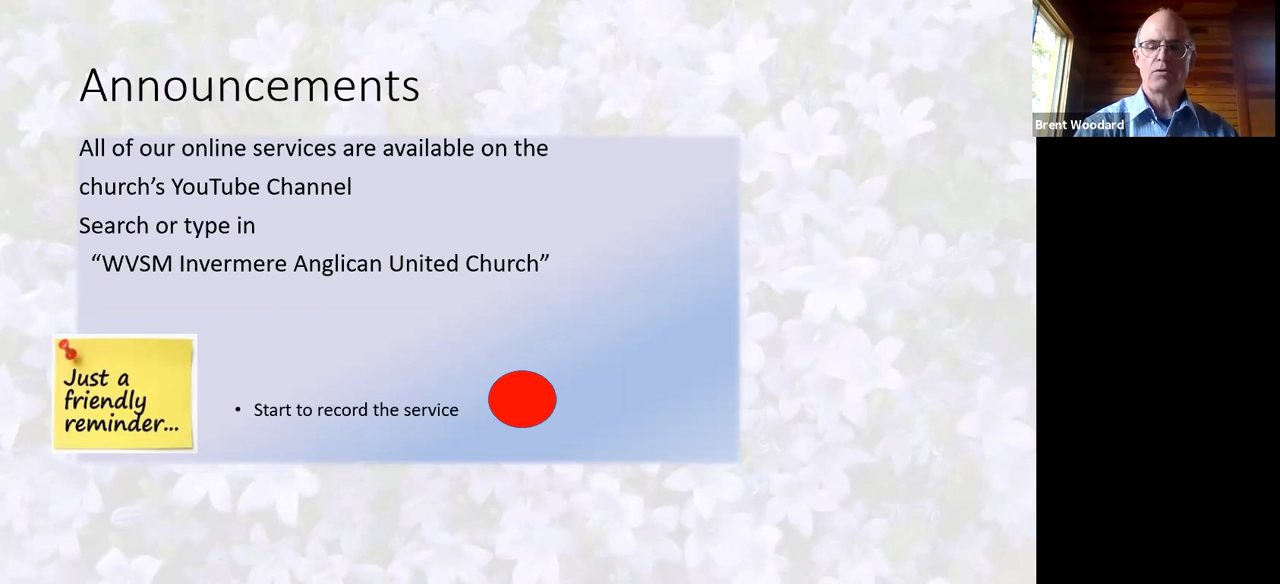 Announcements
All of our online services are available on the
church’s YouTube Channel
Search or type in
“WVSM Invermere Anglican United Church”
Just a
friendly
reminder...
• Start to record the service
Brent Woodard